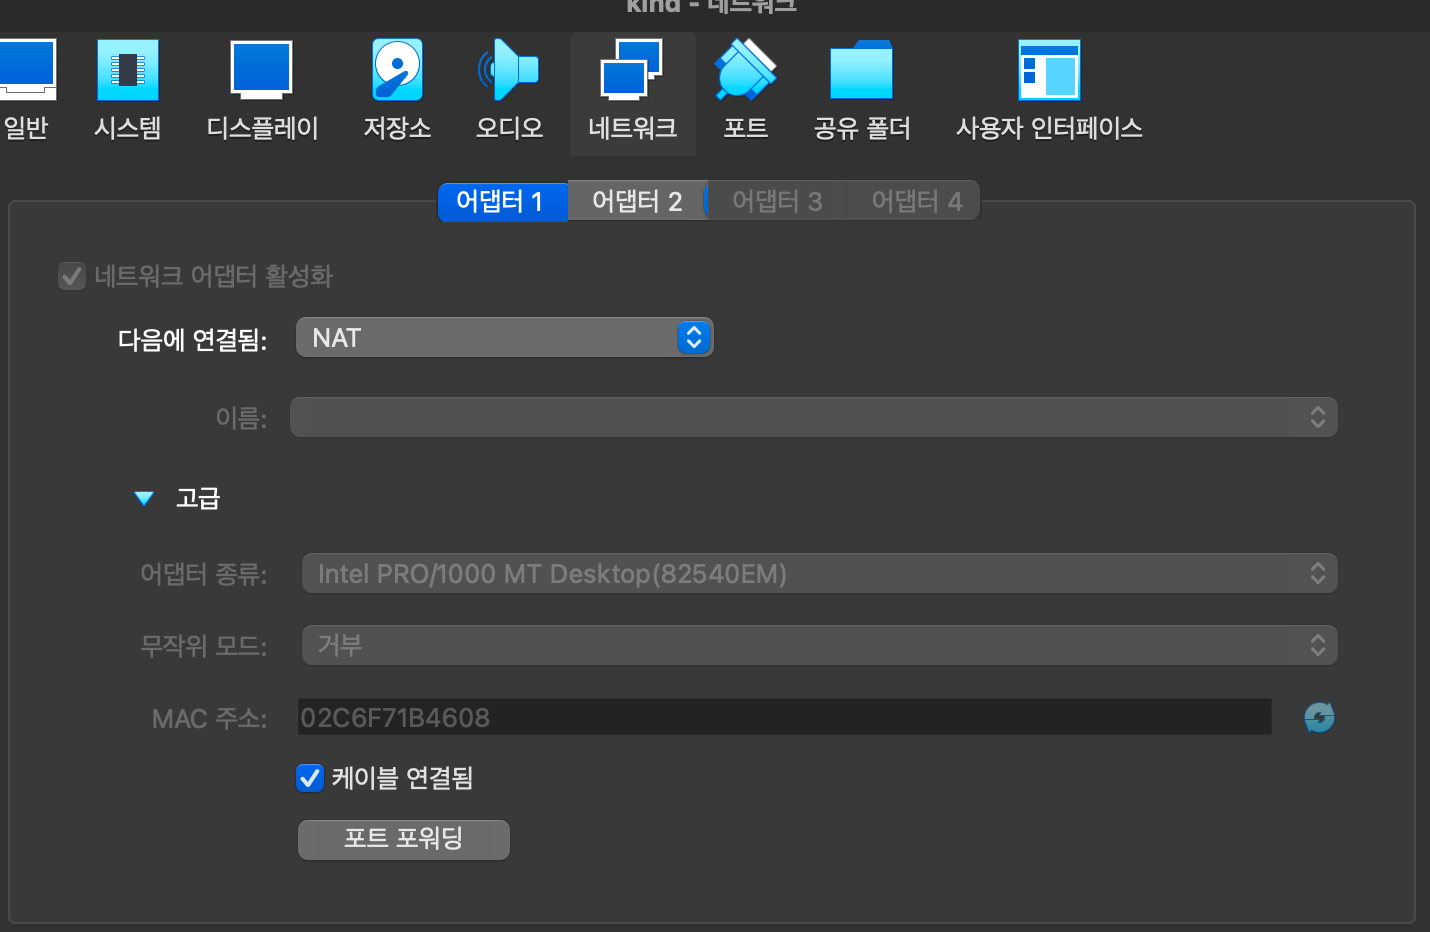 kind - 네트워크
일반 시스템 디스플레이 저장소 오디오 네트워크 포트 공유 폴더 사용자 인터페이스
어댑터 1 어댑터 2 어댑터 3 어댑터 4
네트워크 어댑터 활성화
다음에 연결됨: NAT
이름:
고급
어댑터 종류: Intel PRO/1000 MT Desktop(82540EM)
무작위 모드: 거부
MAC 주소: 02C6F71B4608
케이블 연결됨
포트 포워딩